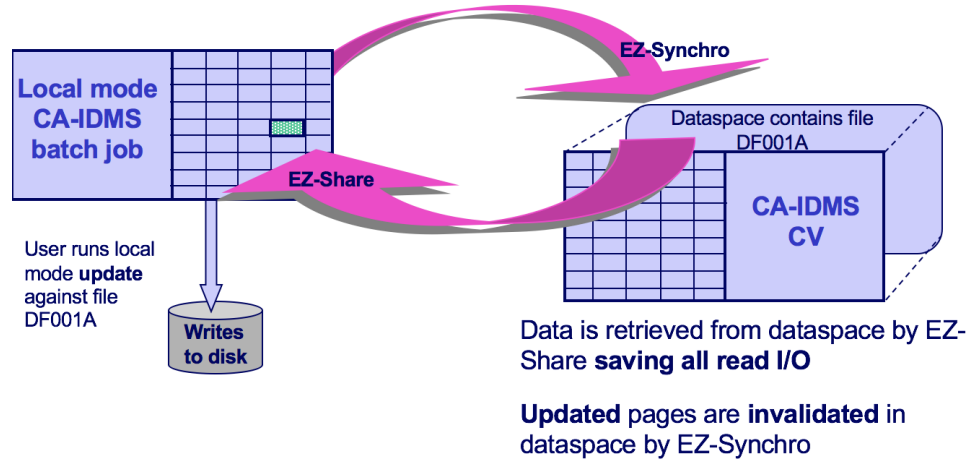 EZ-Synchro
Local mode
CA-IDMS
batch job
Dataspace contains file
DF001A
EZ-Share
CA-IDMS
CV
User runs local
mode update
against file
DF001A
Writes
to disk
Data is retrieved from dataspace by EZ-
Share saving all read I/O
Updated pages are invalidated in
dataspace by EZ-Synchro